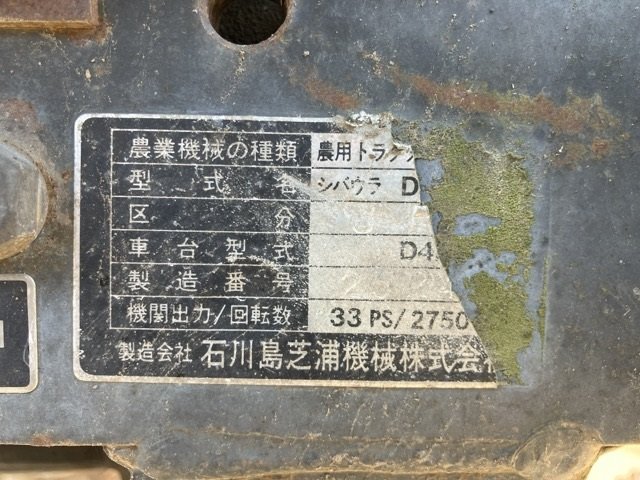 農業機械の種類 農用トラク
型式名 シバウラ D
区分
車台型式 D4
製造番号
機関出力/回転数 33 PS/2750
製造会社 石川島芝浦機械株式会